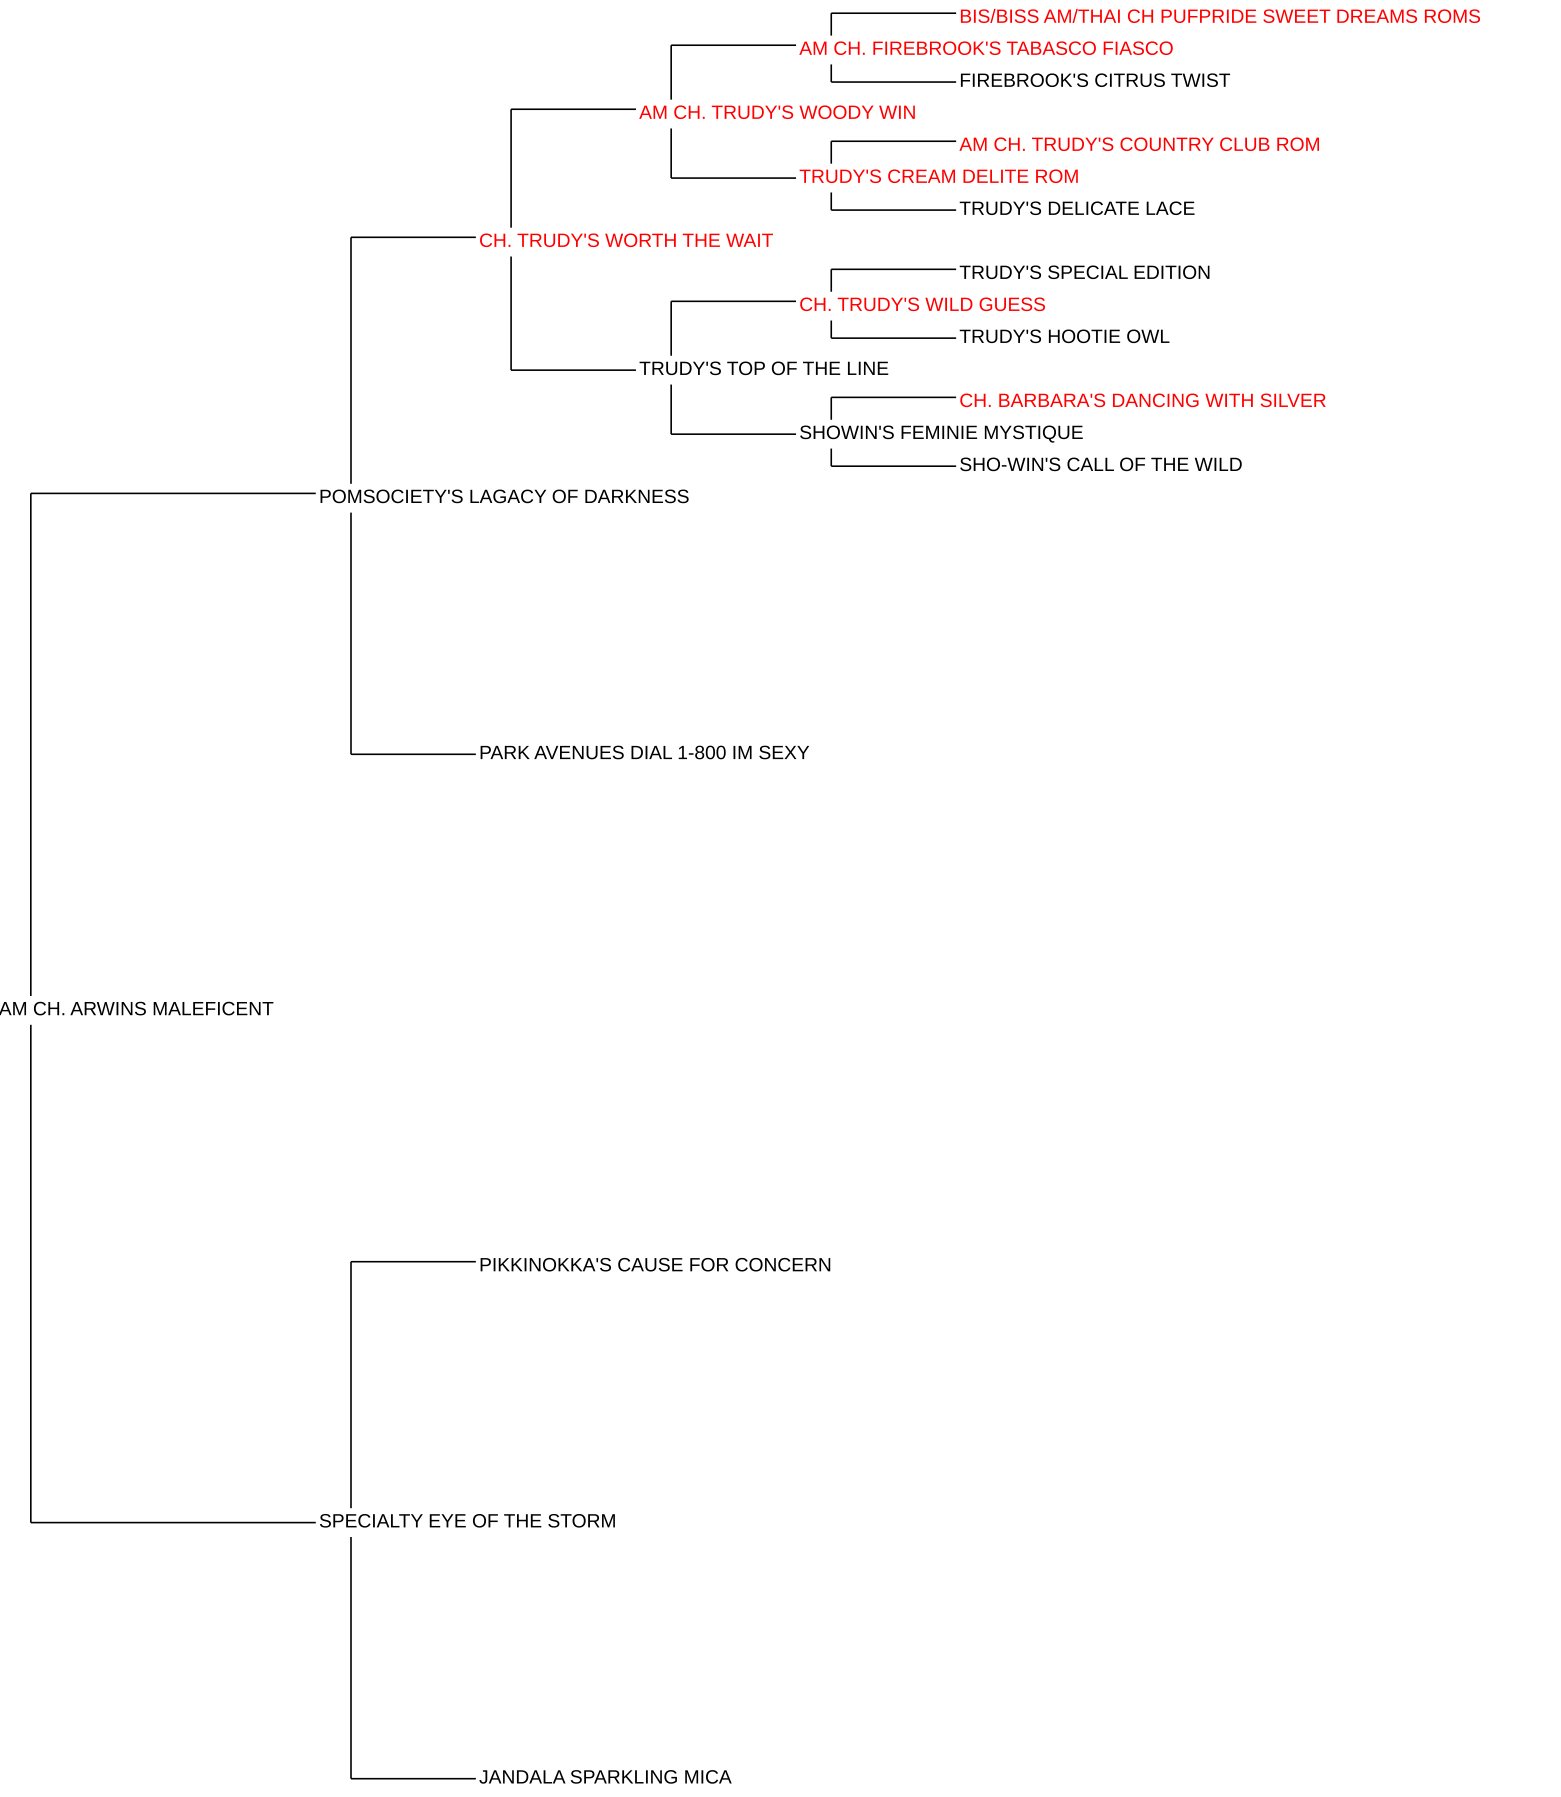 BIS/BISS AM/THAI CH PUFPRIDE SWEET DREAMS ROMS
AM CH. FIREBROOK'S TABASCO FIASCO
FIREBROOK'S CITRUS TWIST
AM CH. TRUDY'S WOODY WIN
AM CH. TRUDY'S COUNTRY CLUB ROM
TRUDY'S CREAM DELITE ROM
TRUDY'S DELICATE LACE
CH. TRUDY'S WORTH THE WAIT
TRUDY'S SPECIAL EDITION
CH. TRUDY'S WILD GUESS
TRUDY'S HOOTIE OWL
TRUDY'S TOP OF THE LINE
CH. BARBARA'S DANCING WITH SILVER
SHOWIN'S FEMINIE MYSTIQUE
SHO-WIN'S CALL OF THE WILD
POMSOCIETY'S LAGACY OF DARKNESS
PARK AVENUES DIAL 1-800 IM SEXY
AM CH. ARWINS MALEFICENT
PIKKINOKKA'S CAUSE FOR CONCERN
SPECIALTY EYE OF THE STORM
JANDALA SPARKLING MICA